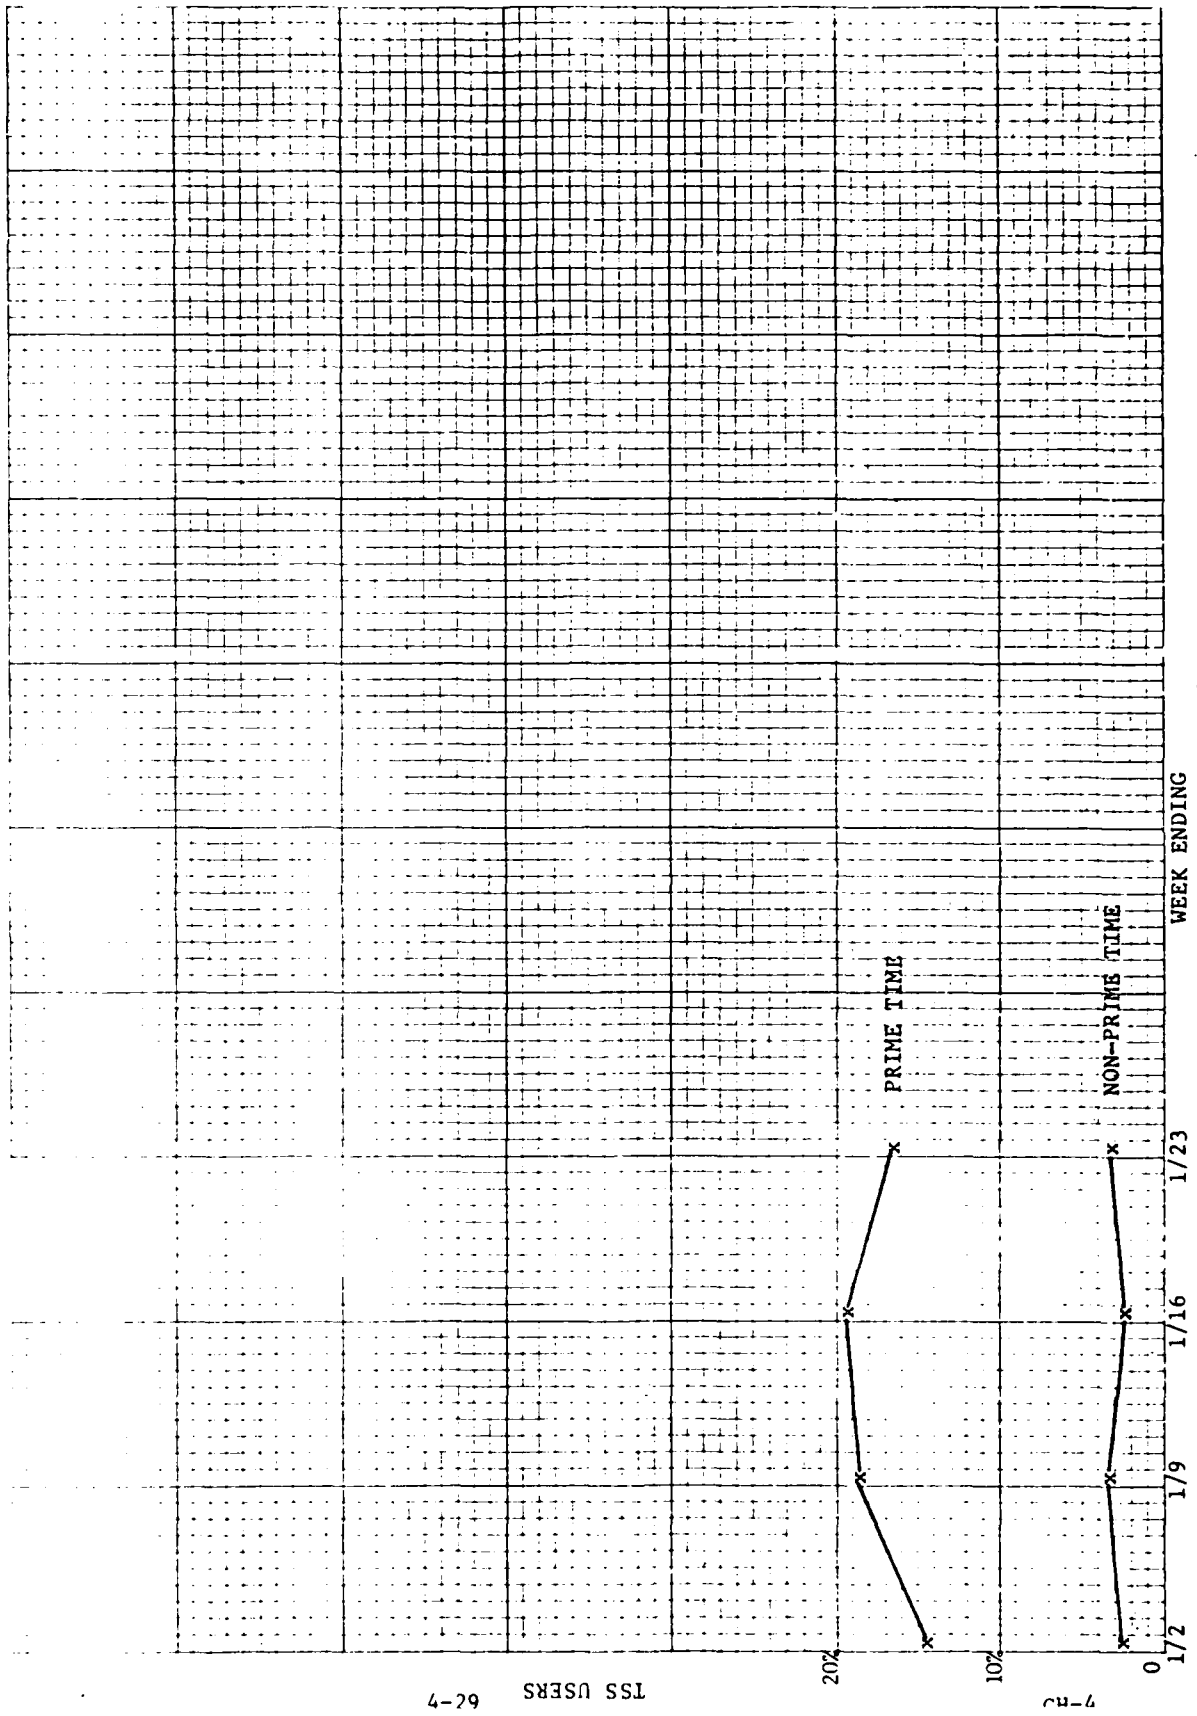 TSS USERS
20%
10%
0
PRIME TIME
NON-PRIME TIME
1/2
1/9
1/16
1/23
WEEK ENDING
4-29
CH-4